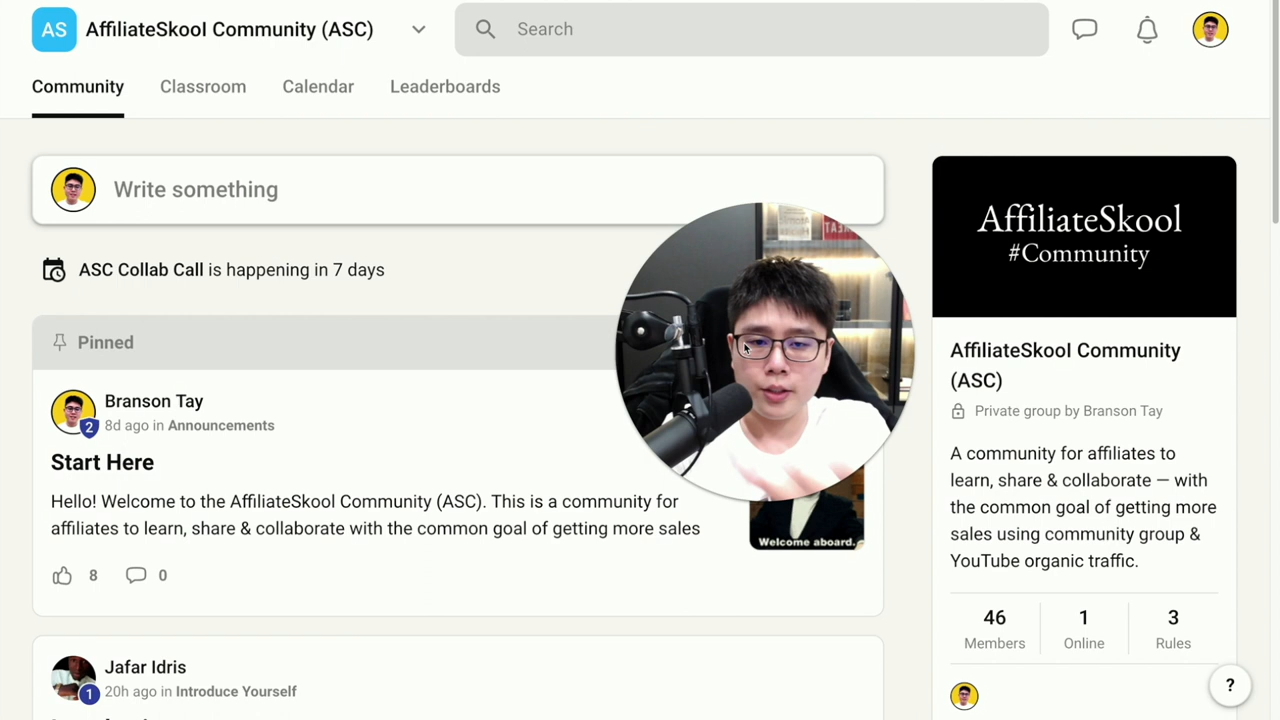 AS
AffiliateSkool Community (ASC)
Search
Community
Classroom
Calendar
Leaderboards
Write something
ASC Collab Call is happening in 7 days
Pinned
Branson Tay
2
8d ago in Announcements
Start Here
Hello! Welcome to the AffiliateSkool Community (ASC). This is a community for
affiliates to learn, share & collaborate with the common goal of getting more sales
Welcome aboard.
8
0
Jafar Idris
1
20h ago in Introduce Yourself
AffiliateSkool
#Community
AffiliateSkool Community
(ASC)
Private group by Branson Tay
A community for affiliates to
learn, share & collaborate — with
the common goal of getting more
sales using community group &
YouTube organic traffic.
46
Members
1
Online
3
Rules
?